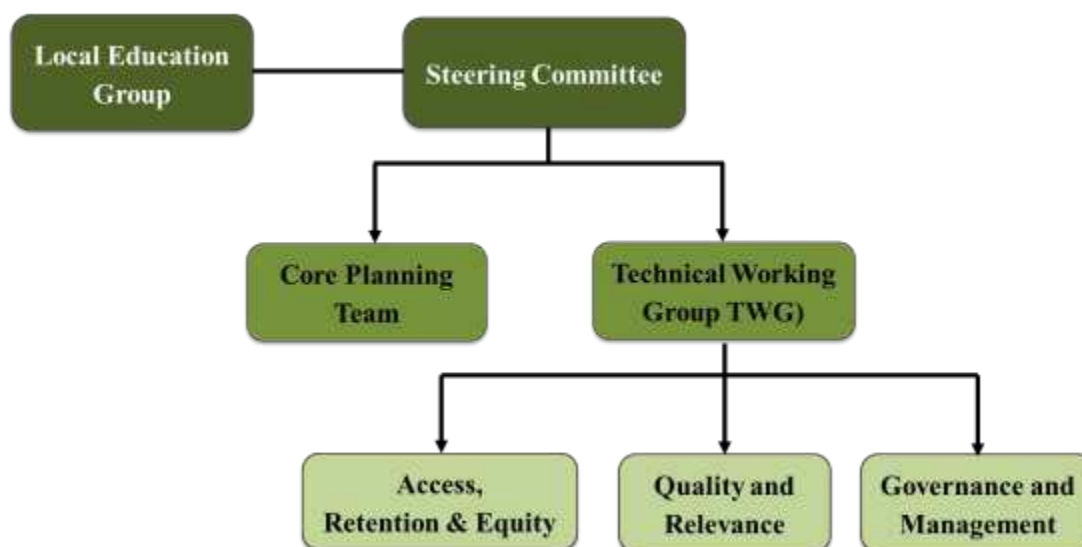 Local Education
Group
Steering Committee
Core Planning
Team
Technical Working
Group TWG)
Access,
Retention & Equity
Quality and
Relevance
Governance and
Management